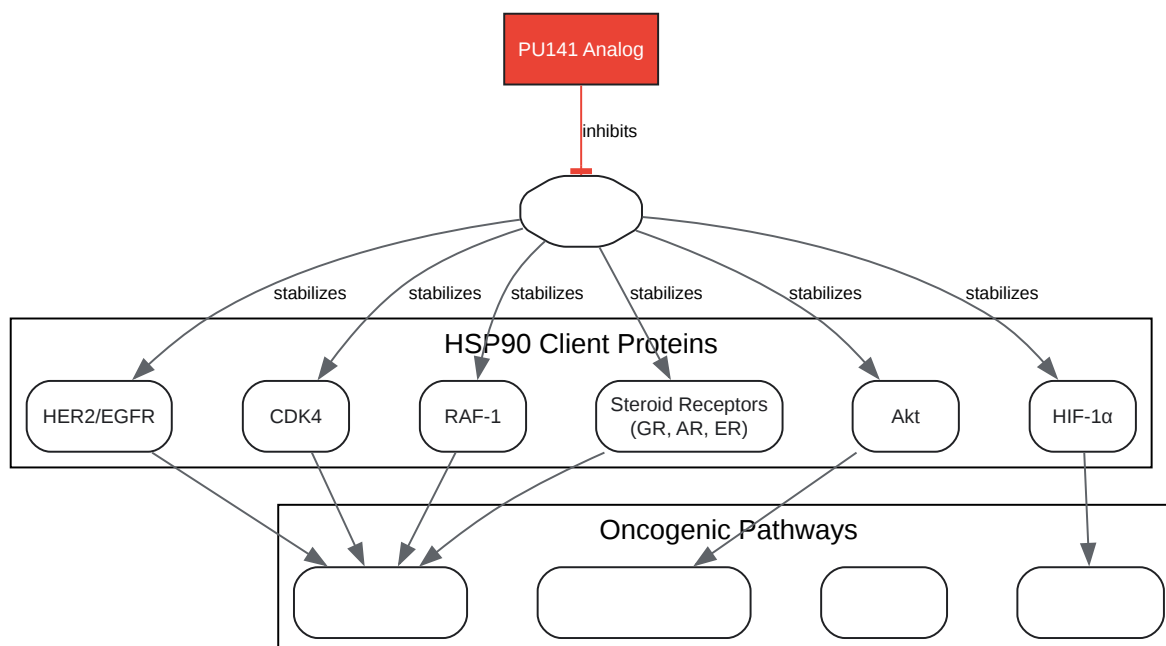 PU141 Analog
inhibits
stabilizes
stabilizes
stabilizes
stabilizes
stabilizes
stabilizes
HSP90 Client Proteins
HER2/EGFR
CDK4
RAF-1
Steroid Receptors
(GR, AR, ER)
Akt
HIF-1α
Oncogenic Pathways